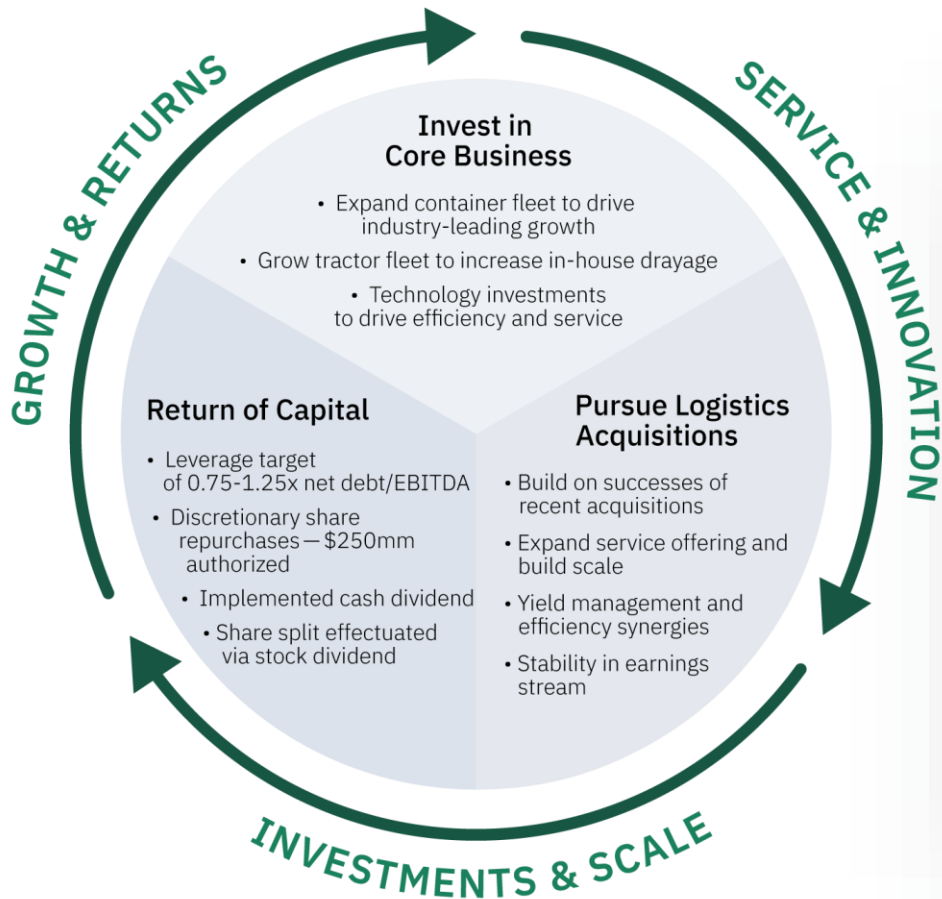 GROWTH & RETURNS
SERVICE & INNOVATION
Invest in
Core Business
• Expand container fleet to drive
industry-leading growth
• Grow tractor fleet to increase in-house drayage
• Technology investments
to drive efficiency and service
Return of Capital
• Leverage target
of 0.75-1.25x net debt/EBITDA
• Discretionary share
repurchases — $250mm
authorized
• Implemented cash dividend
• Share split effectuated
via stock dividend
Pursue Logistics
Acquisitions
• Build on successes of
recent acquisitions
• Expand service offering and
build scale
• Yield management and
efficiency synergies
• Stability in earnings
stream
INVESTMENTS & SCALE